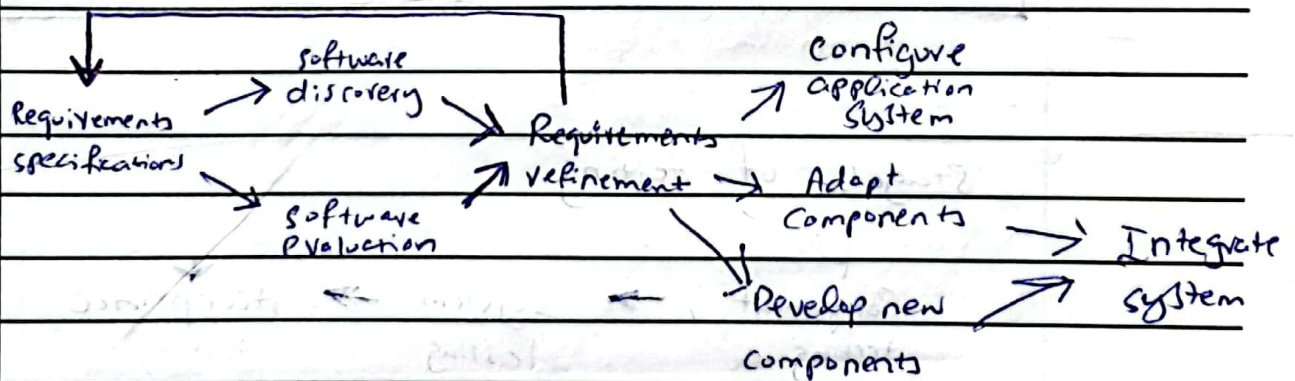 software
discovery
Configure
application
system
Requirements
specifications
Requirements
refinement
software
evaluation
Adapt
Components
Integrate
system
Develop new
components